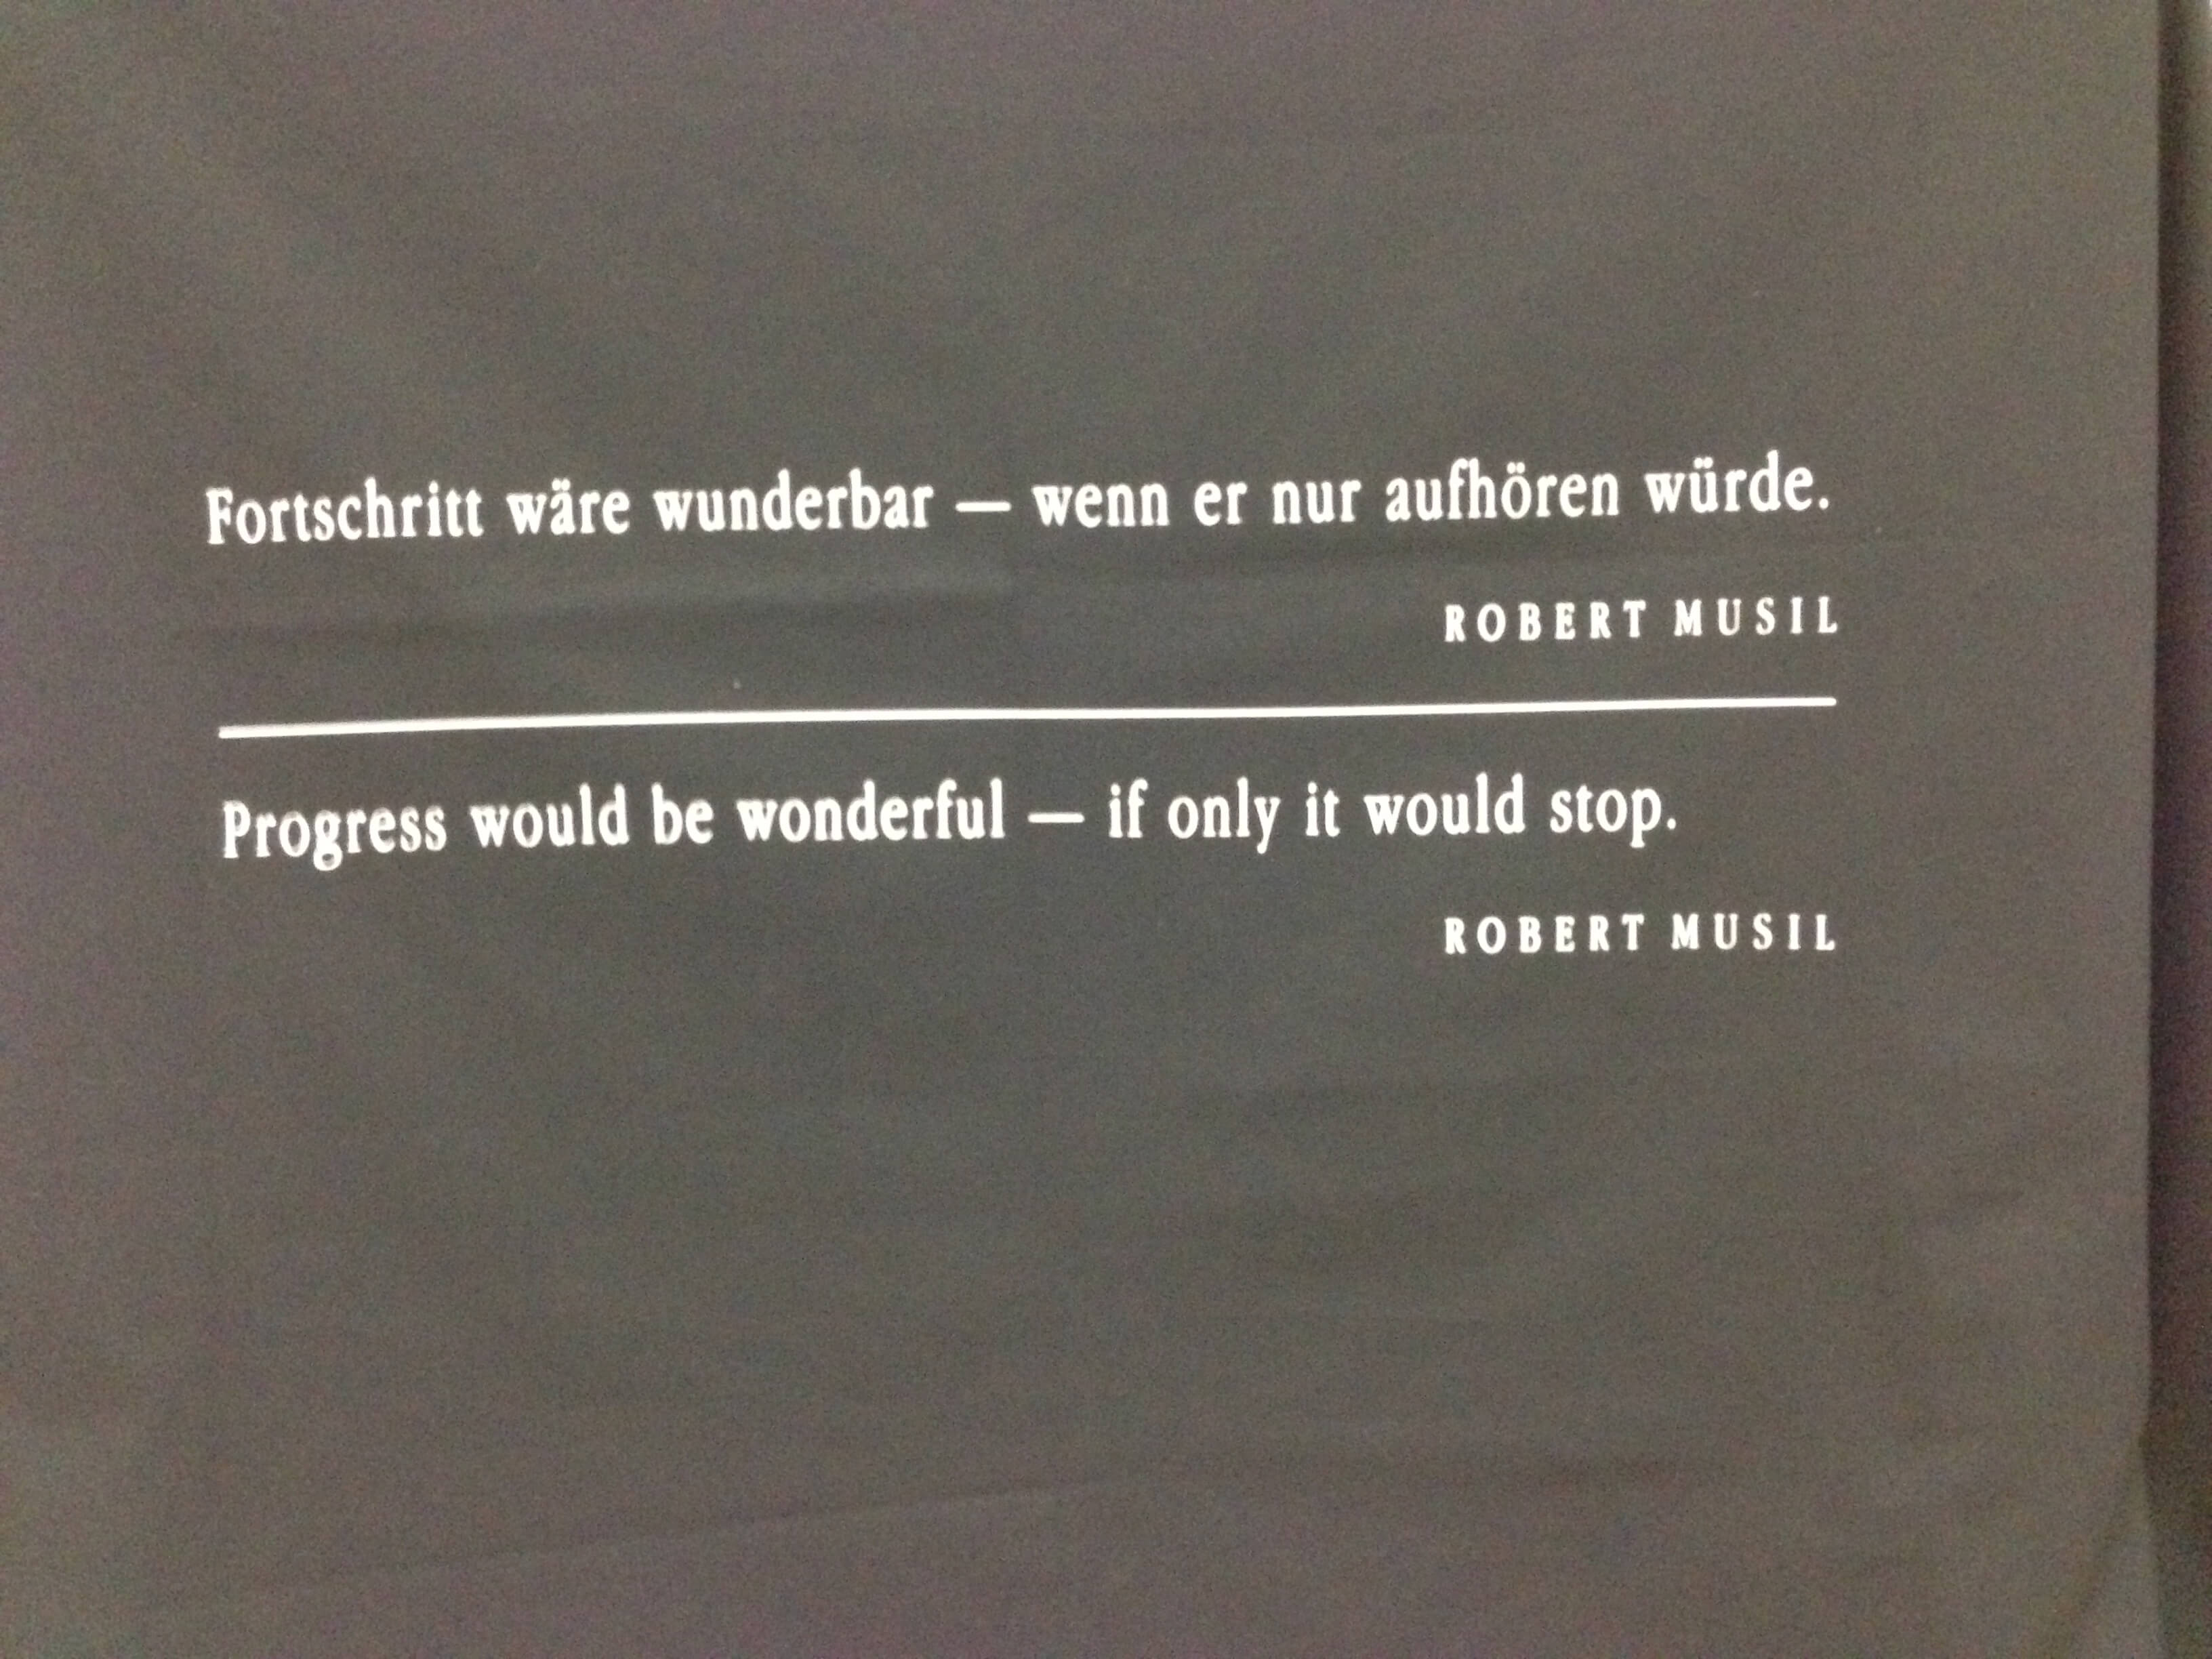 Fortschritt wäre wunderbar — wenn er nur aufhören würde.
ROBERT MUSIL
Progress would be wonderful — if only it would stop.
ROBERT MUSIL